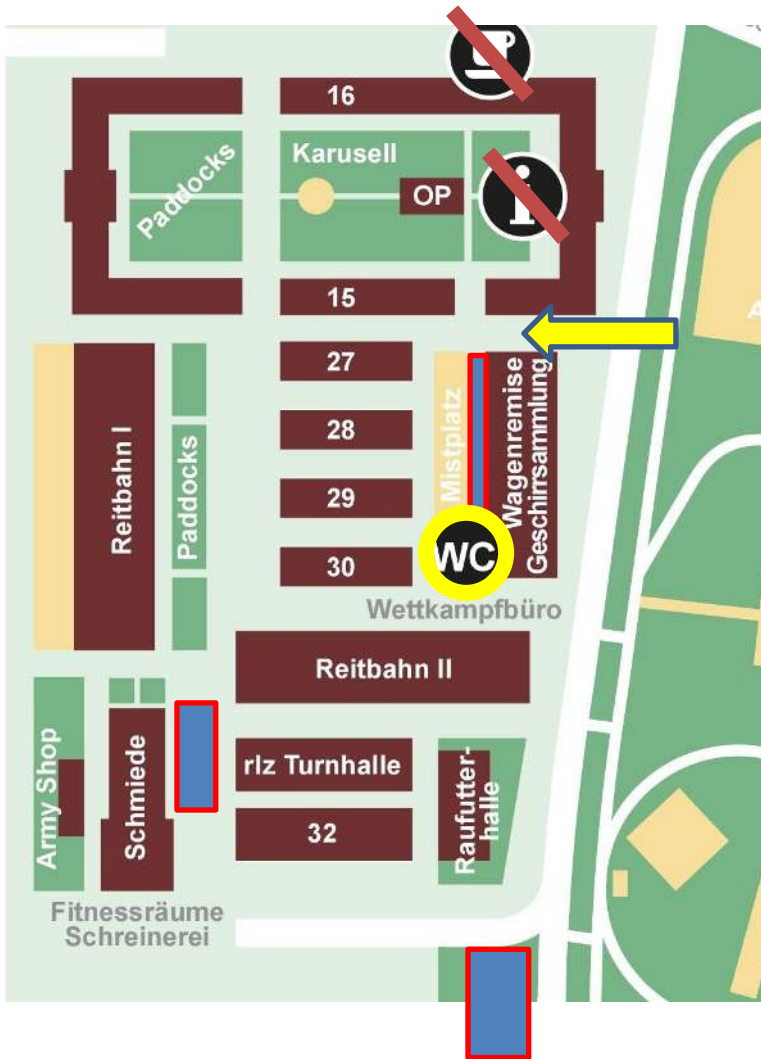 16
Karusell
Paddocks
OP
i
15
27
28
29
30
Mistplatz
Wagenremise
Geschirrsammlung
Reitbahn I
Paddocks
WC
Wettkampfbüro
Reitbahn II
Army Shop
Schmiede
rlz Turnhalle
32
Raufutter-
halle
Fitnessräume
Schreinerei